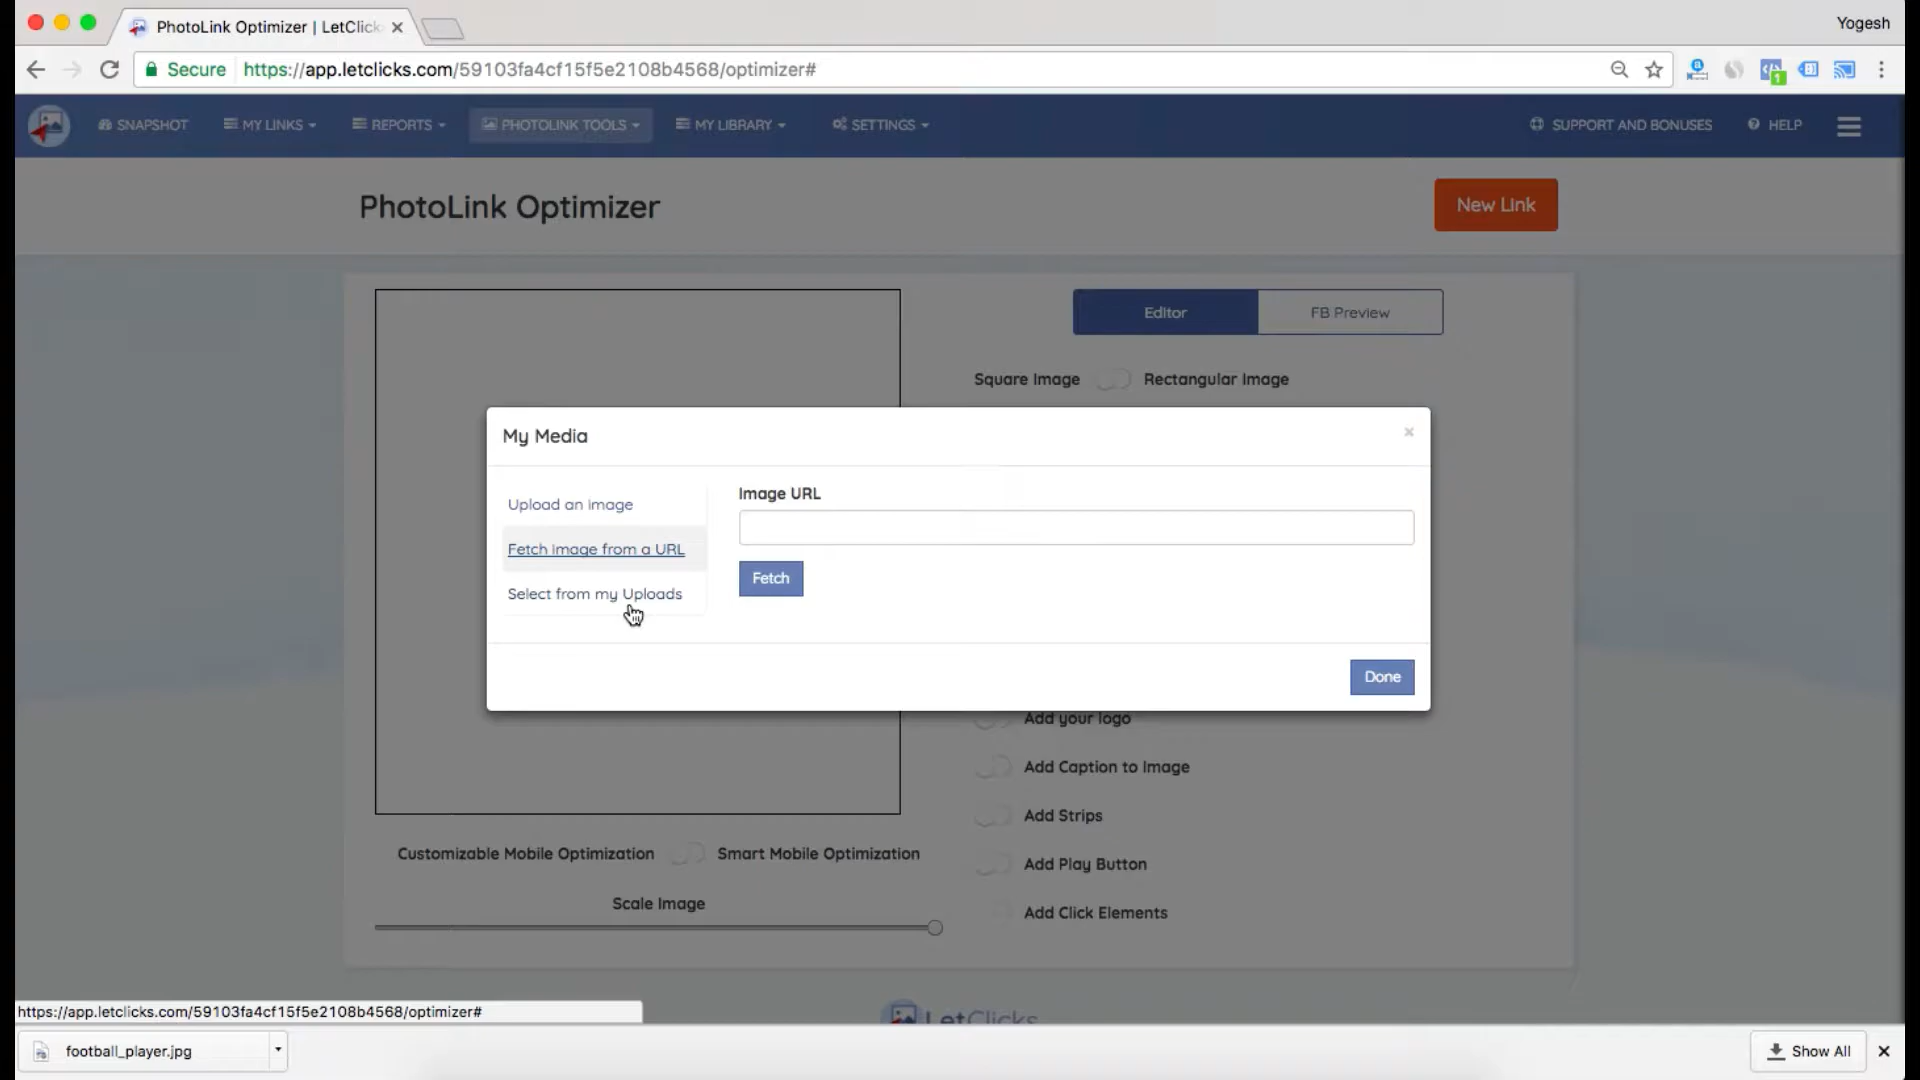 PhotoLink Optimizer | LetClick
Yogesh
Secure https://app.letclicks.com/59103fa4cf15f5e2108b4568/optimizer#
1
SNAPSHOT MY LINKS REPORTS PHOTOLINK TOOLS MY LIBRARY SETTINGS SUPPORT AND BONUSES HELP
PhotoLink Optimizer
New Link
Editor FB Preview
Square Image Rectangular Image
My Media
×
Upload an image
Fetch image from a URL
Select from my Uploads
Image URL
Fetch
Done
Add your logo
Add Caption to Image
Add Strips
Add Play Button
Add Click Elements
Customizable Mobile Optimization Smart Mobile Optimization
Scale Image
LetClicks
https://app.letclicks.com/59103fa4cf15f5e2108b4568/optimizer#
football_player.jpg
Show All